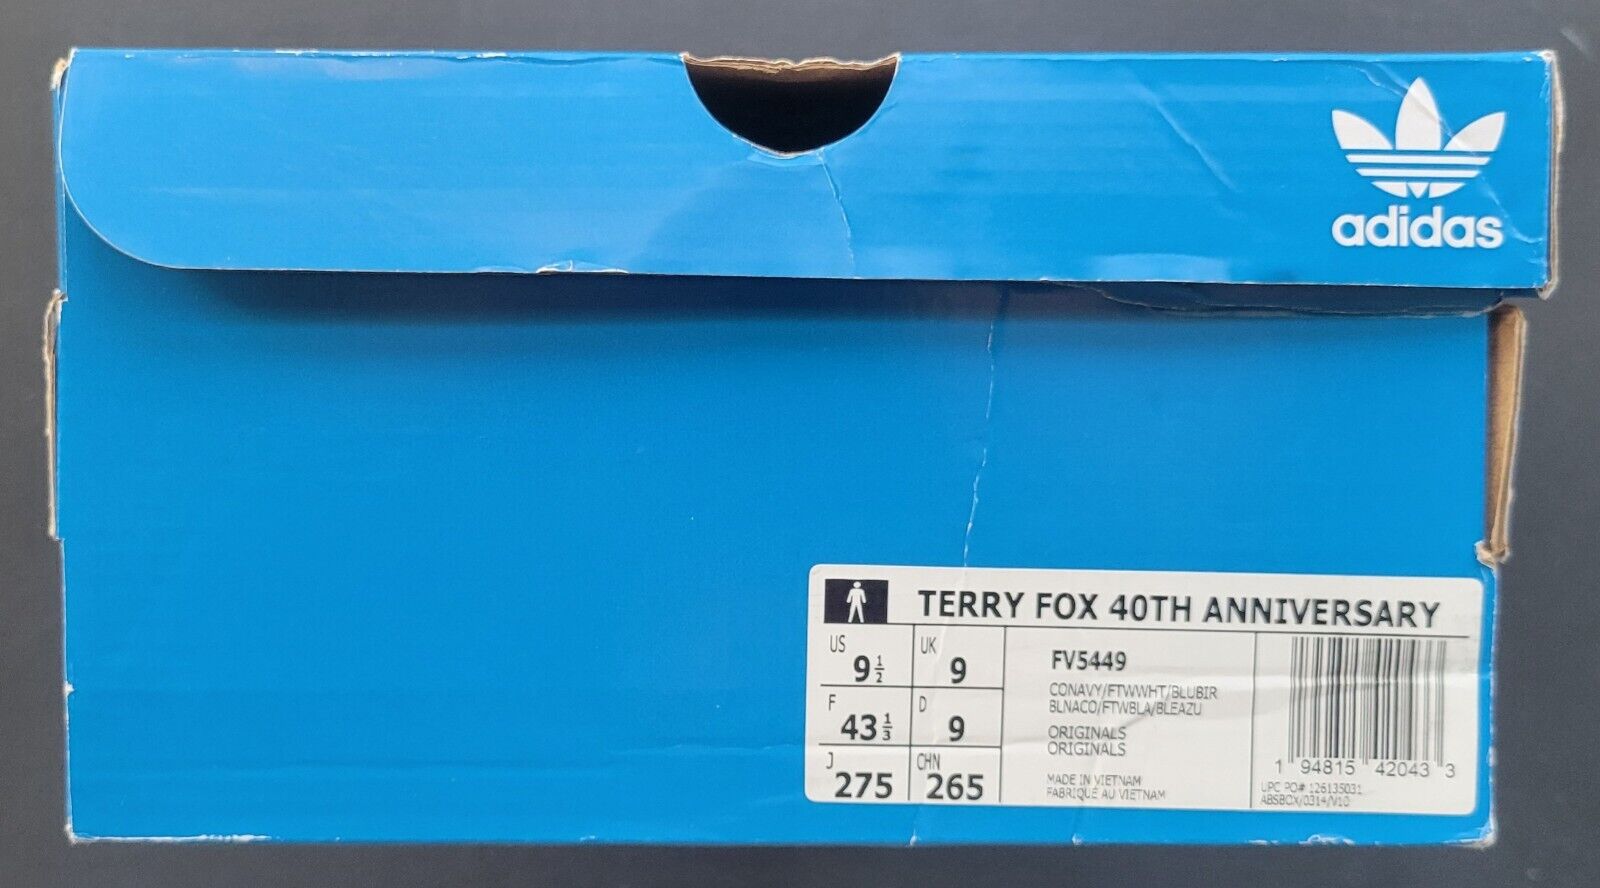 adidas
TERRY FOX 40TH ANNIVERSARY
US 9 1/2
UK 9
F 43 1/3
D 9
J 275
CHN 265
FV5449
CONAVY/FTWWHT/BLUBIR
BLNACO/FTWBLA/BLEAZU
ORIGINALS
ORIGINALS
MADE IN VIETNAM
FABRIQUÉ AU VIETNAM
1 94815 42043 3
UPC PO# 126135031
ABSBOX/0314/V10